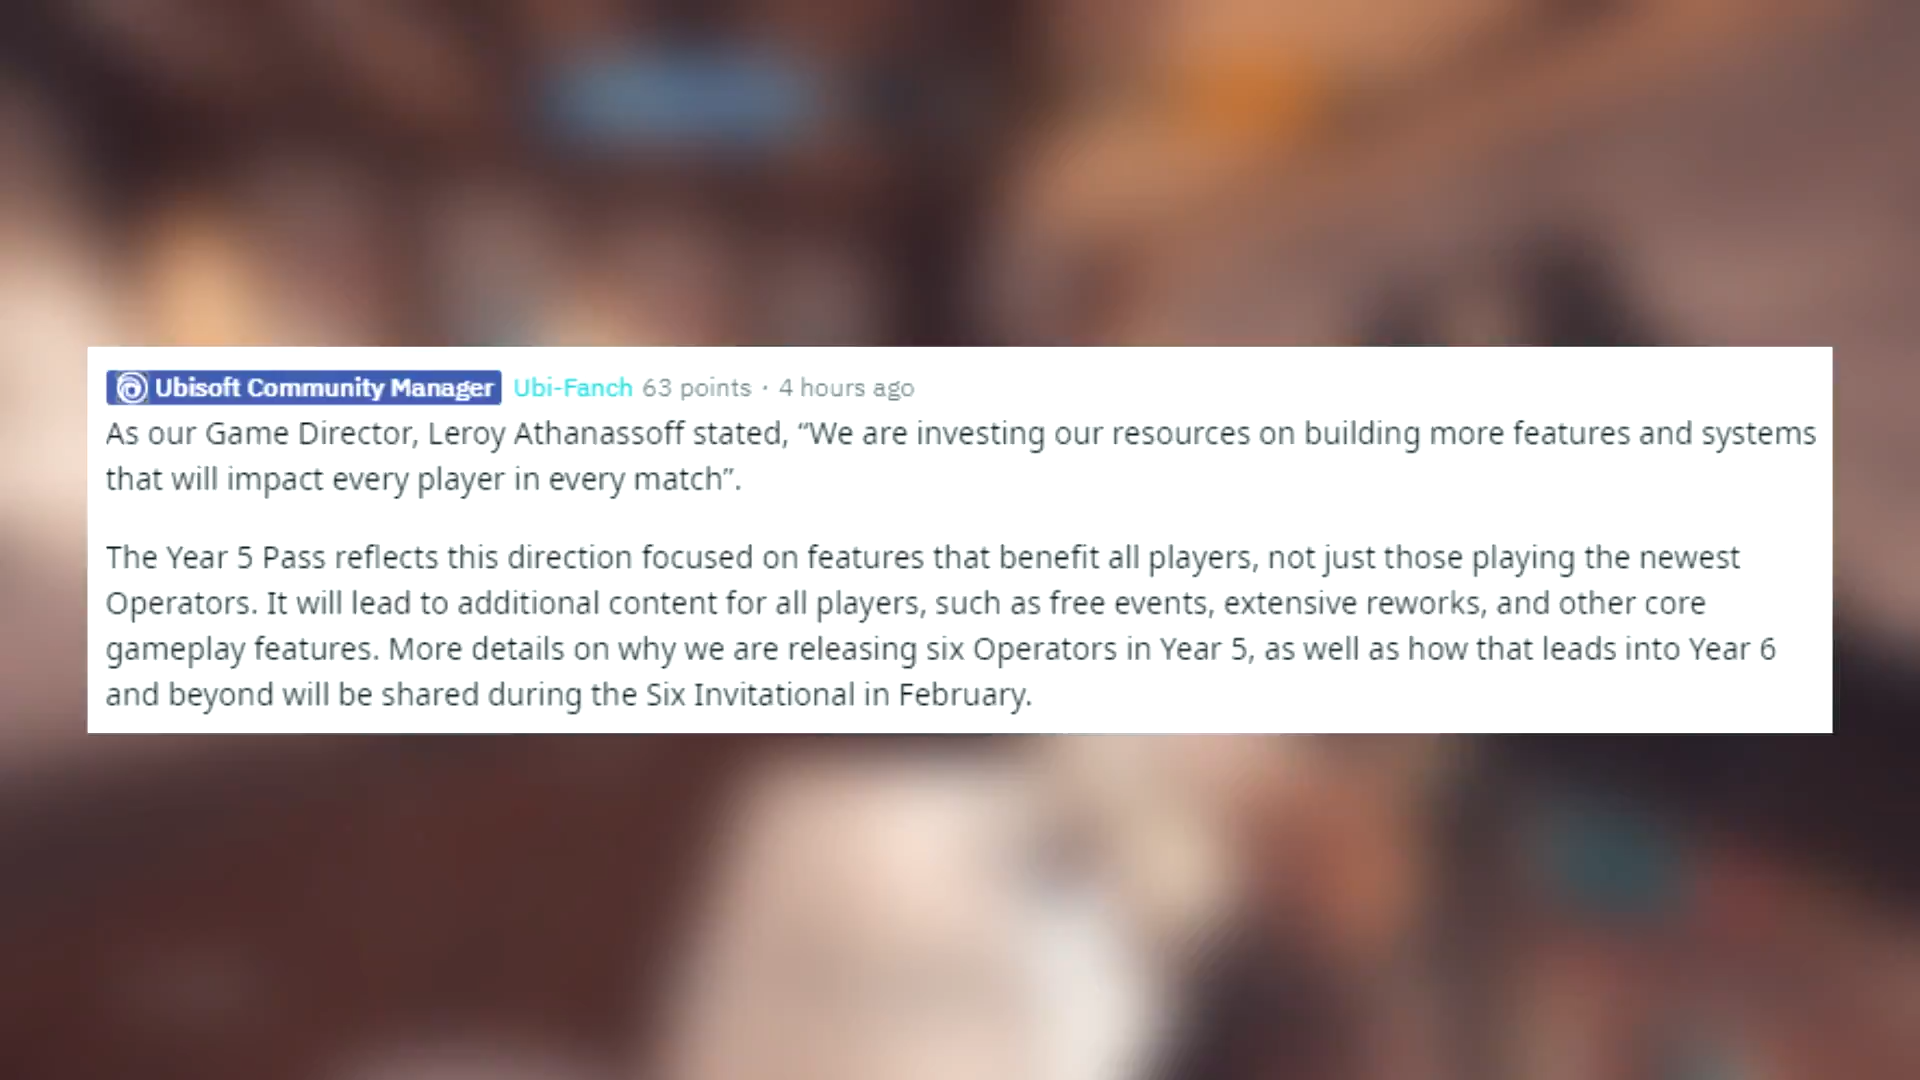 Ubisoft Community Manager Ubi-Fanch 63 points · 4 hours ago
As our Game Director, Leroy Athanassoff stated, “We are investing our resources on building more features and systems
that will impact every player in every match”.
The Year 5 Pass reflects this direction focused on features that benefit all players, not just those playing the newest
Operators. It will lead to additional content for all players, such as free events, extensive reworks, and other core
gameplay features. More details on why we are releasing six Operators in Year 5, as well as how that leads into Year 6
and beyond will be shared during the Six Invitational in February.